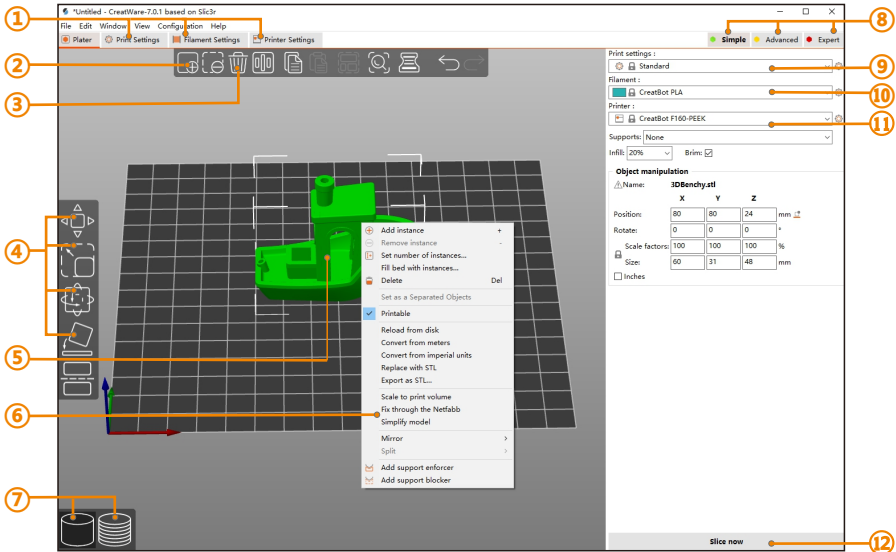 *Untitled - CreatWare-7.0.1 based on Slic3r
File Edit Window View Configuration Help
Plater Print Settings Filament Settings Printer Settings
Simple Advanced Expert
1
2
3
4
5
6
7
8
9
10
11
12
Print settings :
Standard
Filament :
CreatBot PLA
Printer :
CreatBot F160-PEEK
Supports: None
Infill: 20% Brim:
Object manipulation
Name: 3DBenchy.stl
X Y Z
Position: 80 80 24 mm
Rotate: 0 0 0 °
Scale factors: 100 100 100 %
Size: 60 31 48 mm
Inches
Add instance +
Remove instance -
Set number of instances...
Fill bed with instances...
Delete Del
Set as a Separated Objects
Printable
Reload from disk
Convert from meters
Convert from imperial units
Replace with STL
Export as STL...
Scale to print volume
Fix through the Netfabb
Simplify model
Mirror
Split
Add support enforcer
Add support blocker
Slice now